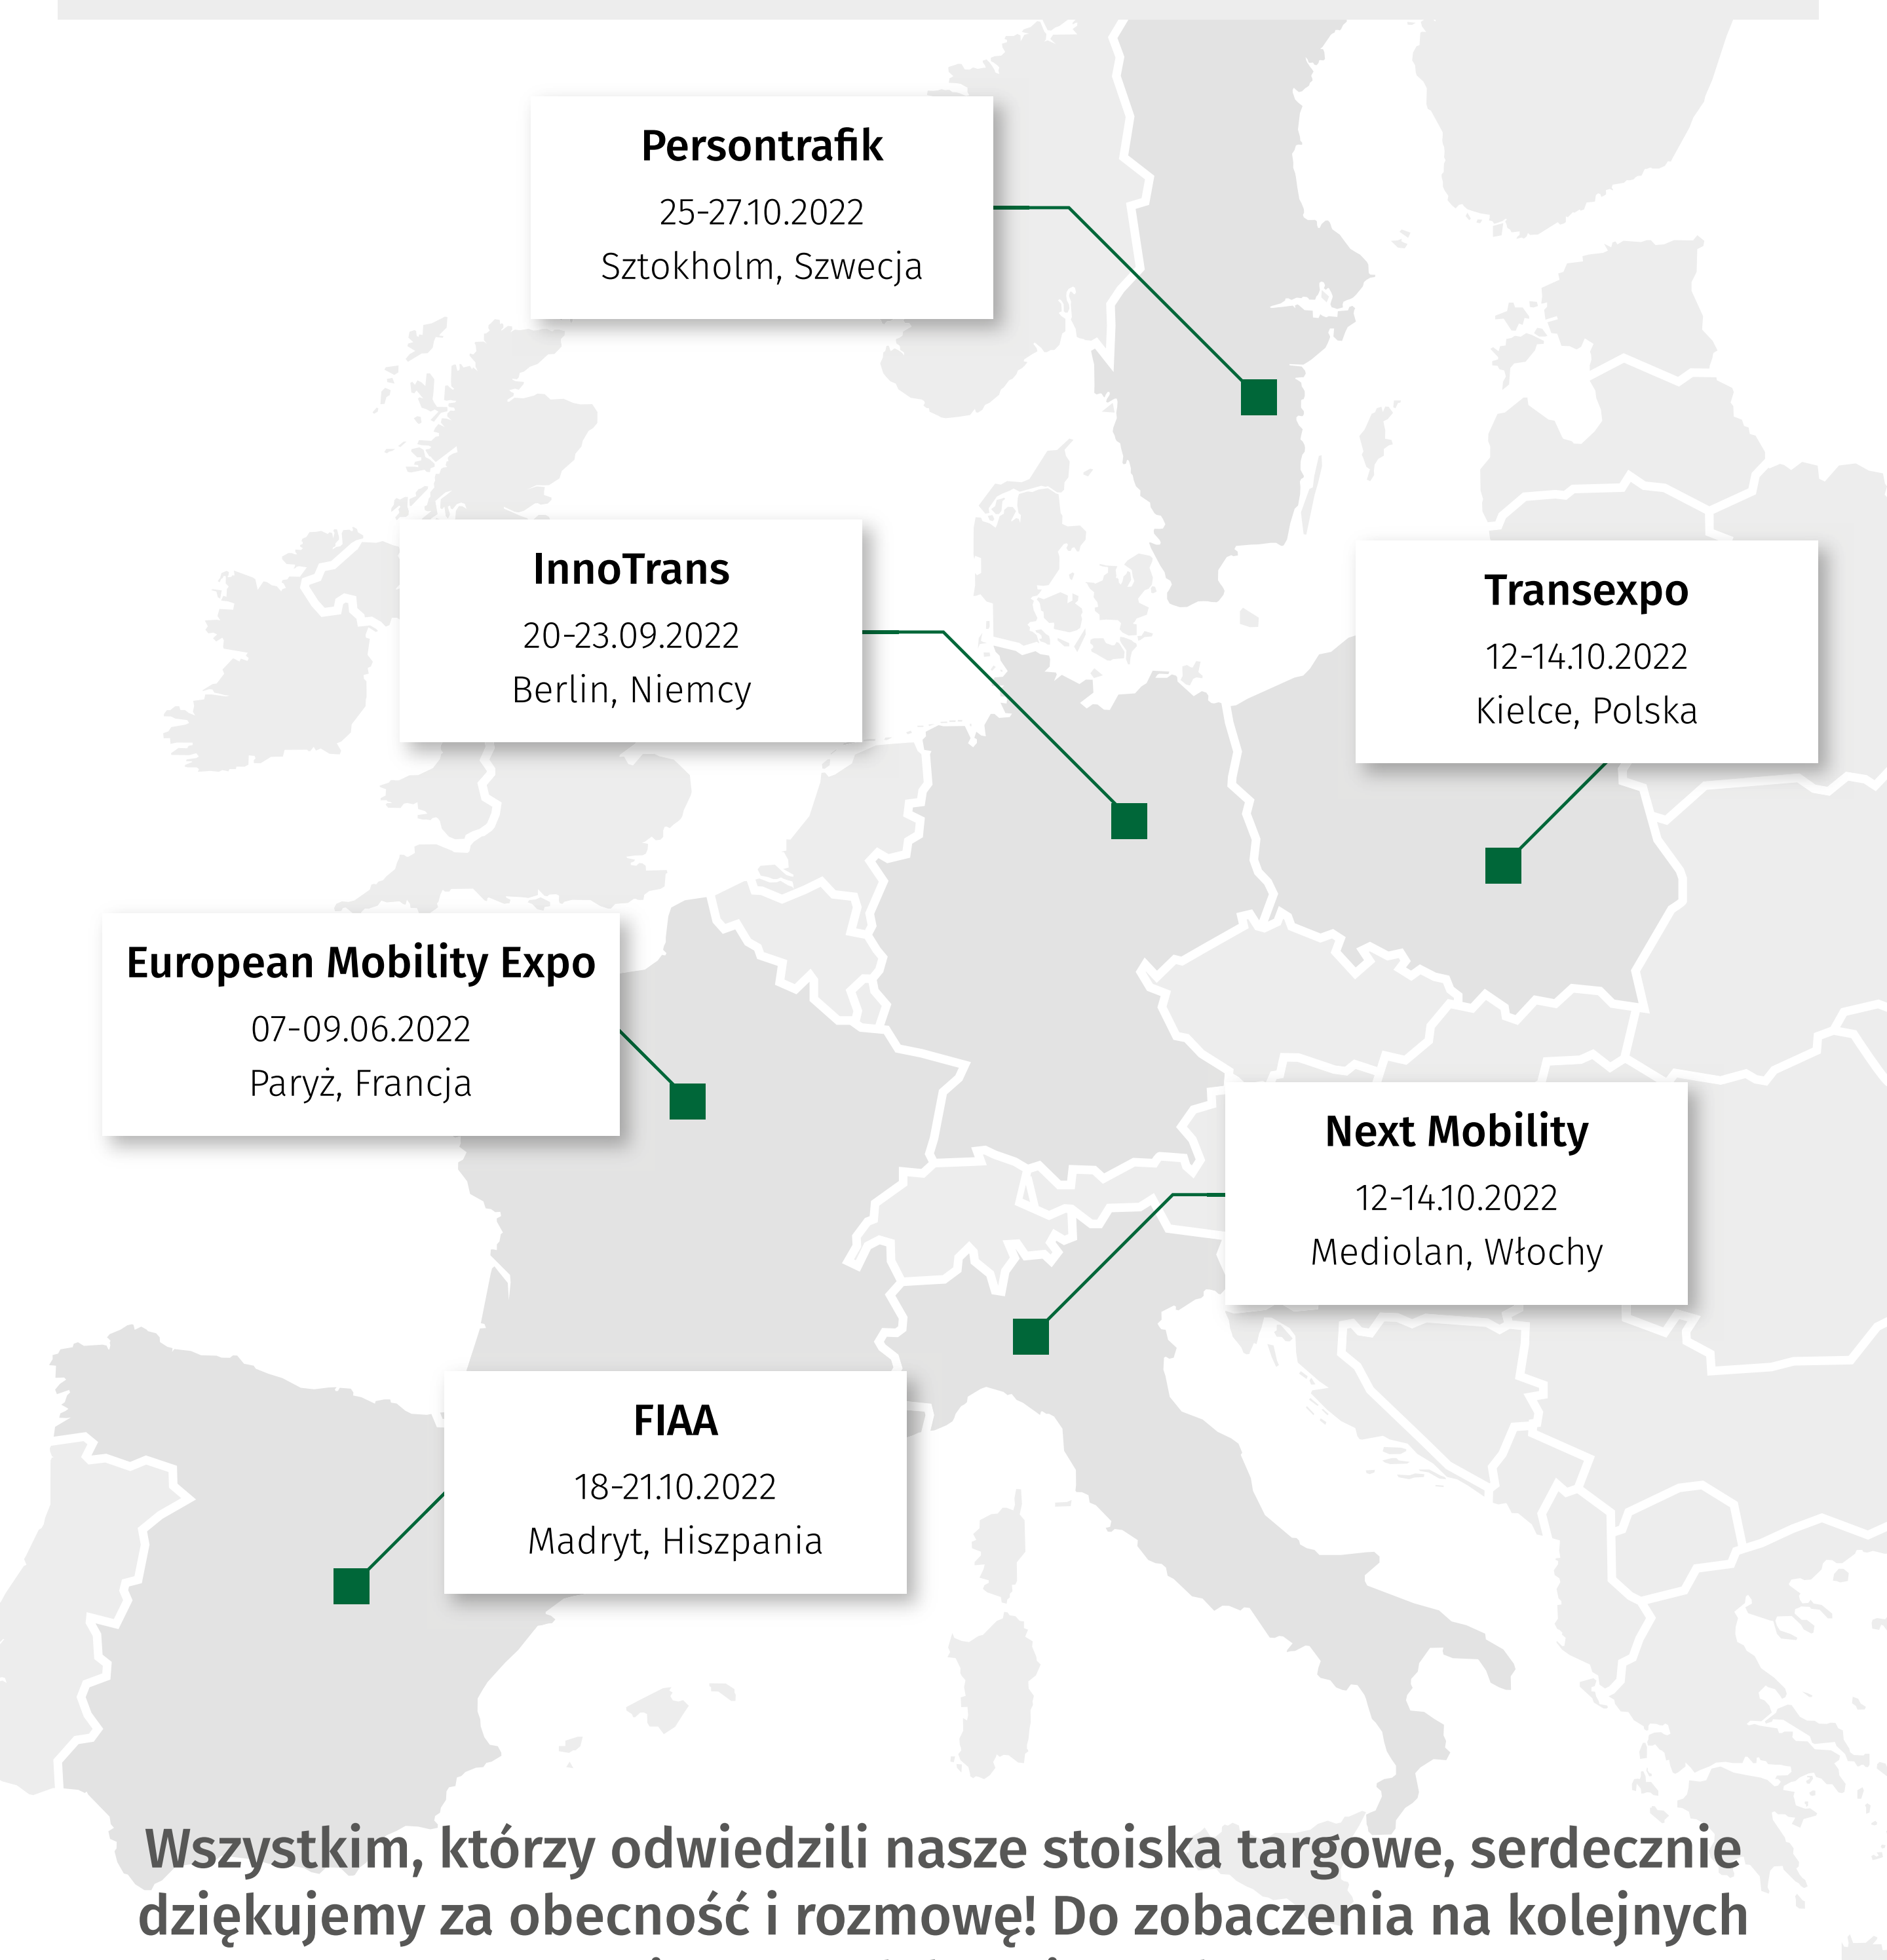 Persontrafik
25-27.10.2022
Sztokholm, Szwecja
InnoTrans
20-23.09.2022
Berlin, Niemcy
Transexpo
12-14.10.2022
Kielce, Polska
European Mobility Expo
07-09.06.2022
Paryż, Francja
Next Mobility
12-14.10.2022
Mediolan, Włochy
FIAA
18-21.10.2022
Madryt, Hiszpania
Wszystkim, którzy odwiedzili nasze stoiska targowe, serdecznie
dziękujemy za obecność i rozmowę! Do zobaczenia na kolejnych